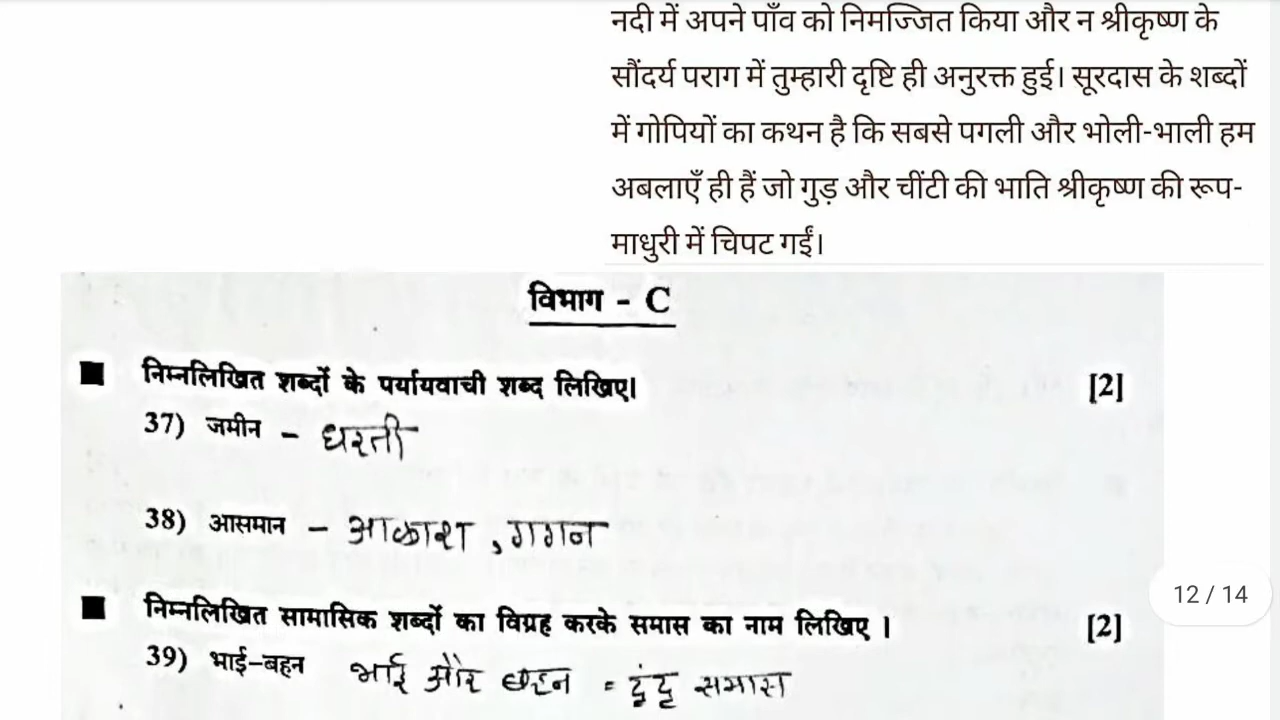 नदी में अपने पाँव को निमज्जित किया और न श्रीकृष्ण के
सौंदर्य पराग में तुम्हारी दृष्टि ही अनुरक्त हुई। सूरदास के शब्दों
में गोपियों का कथन है कि सबसे पगली और भोली-भाली हम
अबलाएँ ही हैं जो गुड़ और चींटी की भाति श्रीकृष्ण की रूप-
माधुरी में चिपट गईं।
विभाग - C
■ निम्नलिखित शब्दों के पर्यायवाची शब्द लिखिए। [2]
37) जमीन - धरती
38) आसमान - आकाश, गगन
12 / 14
■ निम्नलिखित सामासिक शब्दों का विग्रह करके समास का नाम लिखिए । [2]
39) भाई-बहन भाई और बहन = द्वंद्व समास